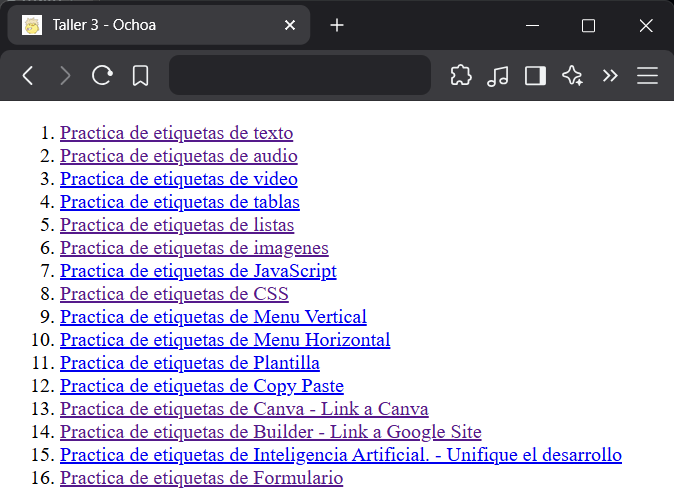 Taller 3 - Ochoa
1. Practica de etiquetas de texto
2. Practica de etiquetas de audio
3. Practica de etiquetas de video
4. Practica de etiquetas de tablas
5. Practica de etiquetas de listas
6. Practica de etiquetas de imagenes
7. Practica de etiquetas de JavaScript
8. Practica de etiquetas de CSS
9. Practica de etiquetas de Menu Vertical
10. Practica de etiquetas de Menu Horizontal
11. Practica de etiquetas de Plantilla
12. Practica de etiquetas de Copy Paste
13. Practica de etiquetas de Canva - Link a Canva
14. Practica de etiquetas de Builder - Link a Google Site
15. Practica de etiquetas de Inteligencia Artificial. - Unifique el desarrollo
16. Practica de etiquetas de Formulario